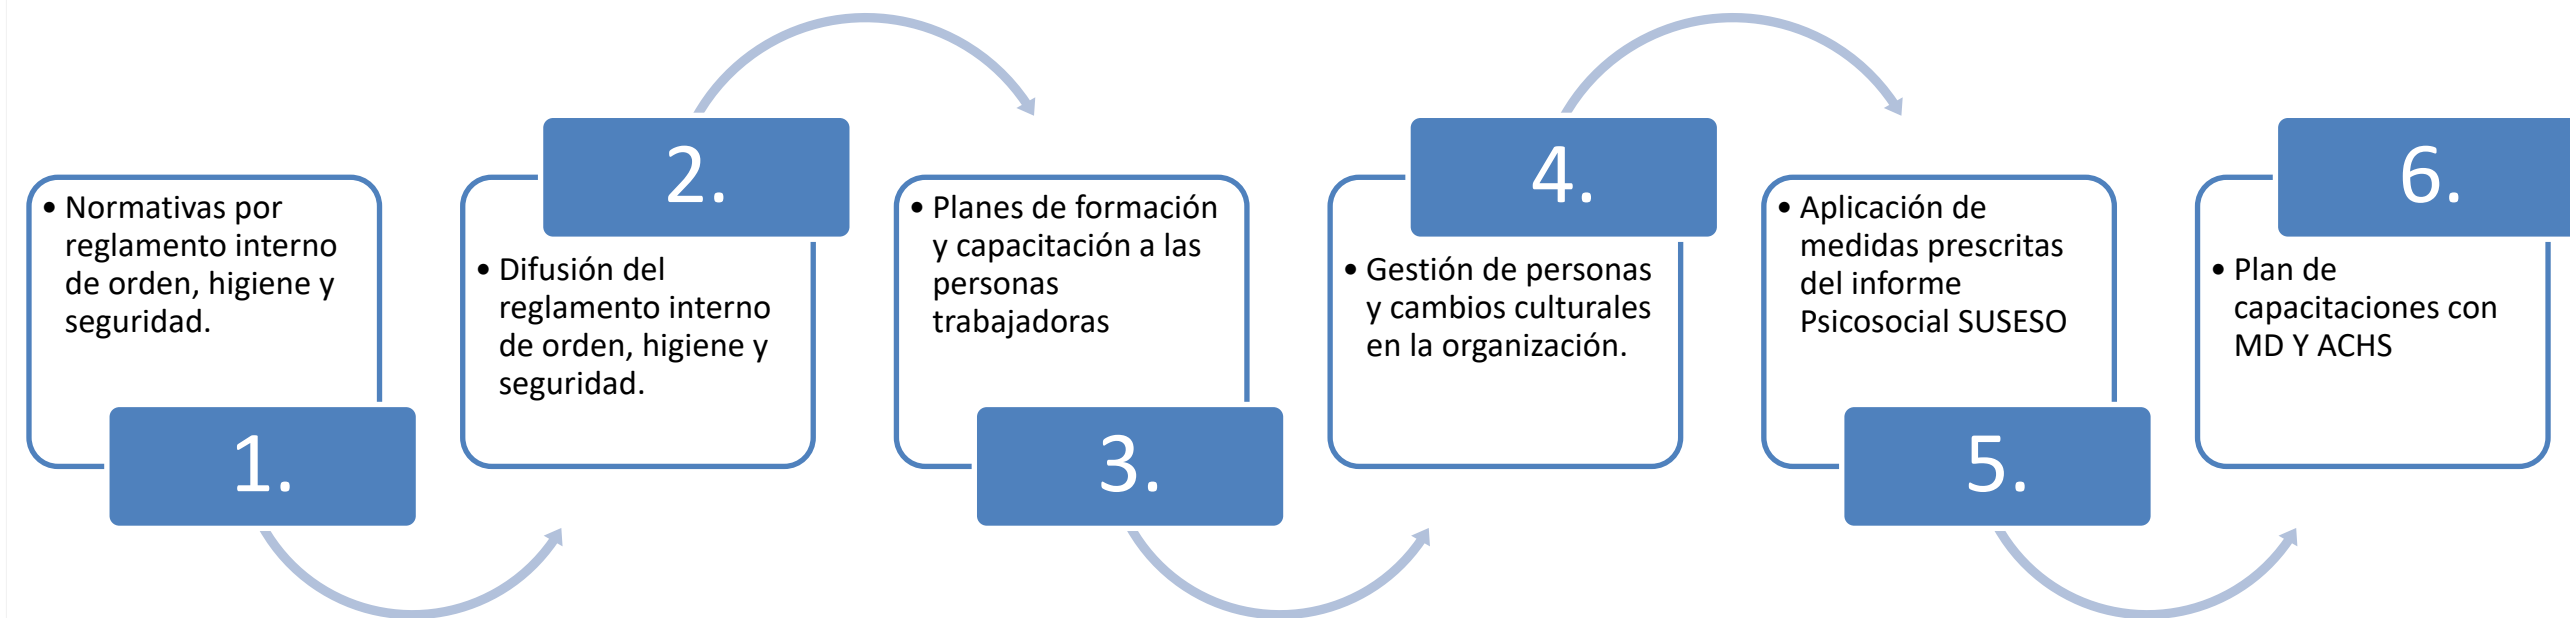 • Normativas por
reglamento interno
de orden, higiene y
seguridad.
1.
2.
• Difusión del
reglamento interno
de orden, higiene y
seguridad.
• Planes de formación
y capacitación a las
personas
trabajadoras
3.
4.
• Gestión de personas
y cambios culturales
en la organización.
• Aplicación de
medidas prescritas
del informe
Psicosocial SUSESO
5.
6.
• Plan de
capacitaciones con
MD Y ACHS